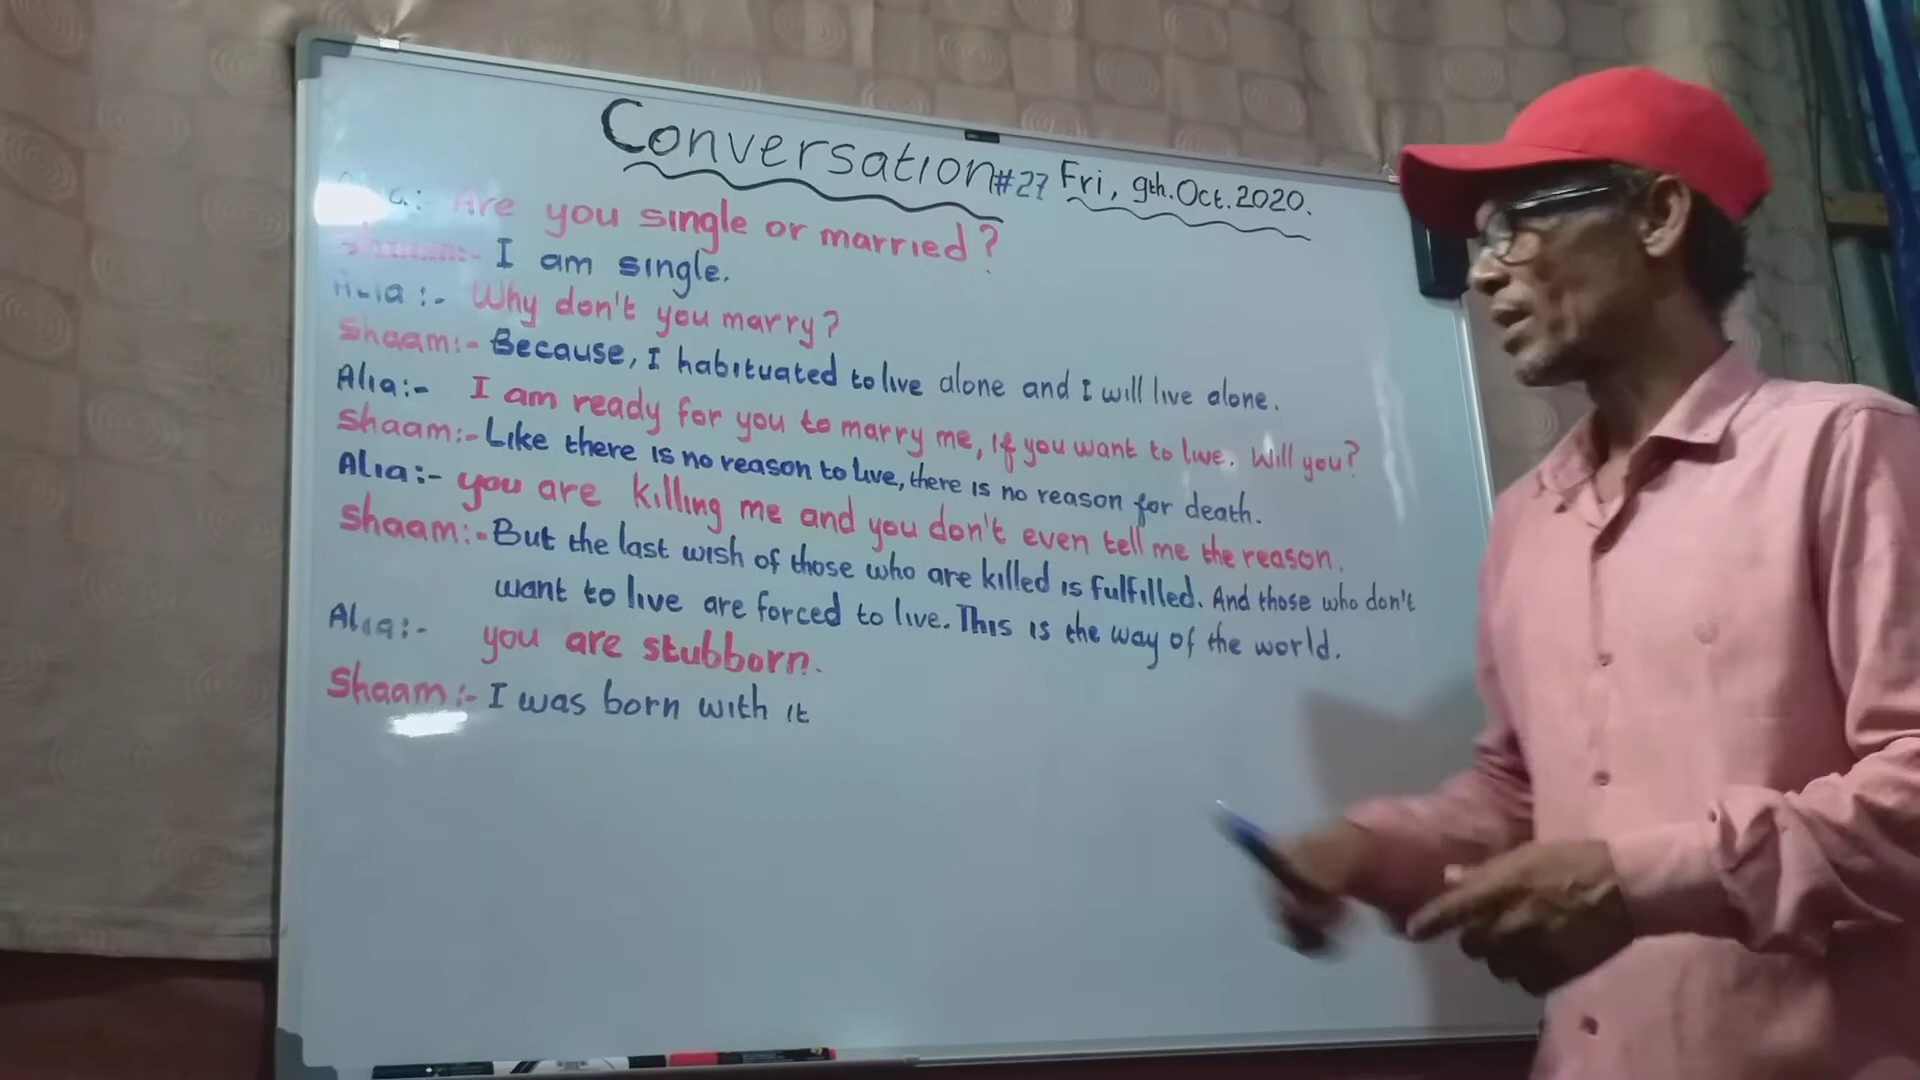 Conversation #27 Fri, 9th. Oct. 2020.
Are you single or married?
Shaam:- I am single.
Alia:- Why don't you marry?
Shaam:- Because, I habituated to live alone and I will live alone.
Alia:- I am ready for you to marry me, If you want to live. Will you?
Shaam:- Like there is no reason to live, there is no reason for death.
Alia:- you are killing me and you don't even tell me the reason.
Shaam:- But the last wish of those who are killed is fulfilled. And those who don't
want to live are forced to live. This is the way of the world.
Alia:- you are stubborn.
Shaam:- I was born with it